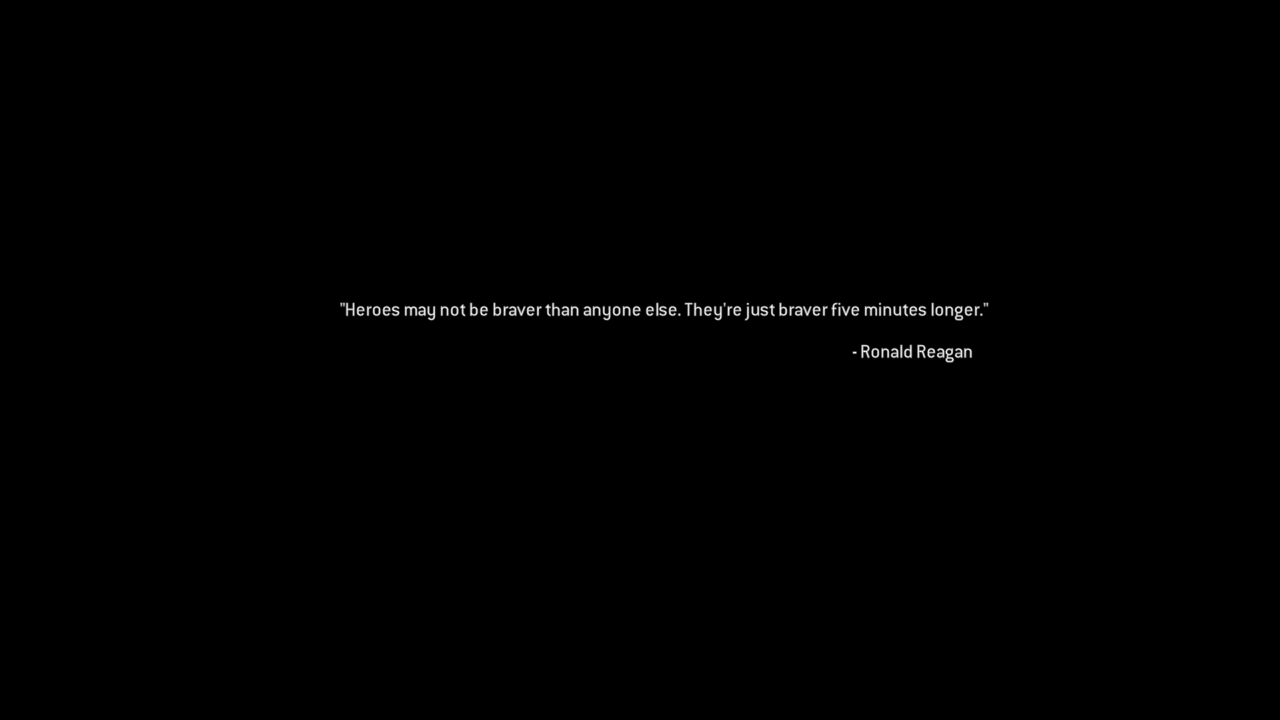 "Heroes may not be braver than anyone else. They're just braver five minutes longer."
- Ronald Reagan